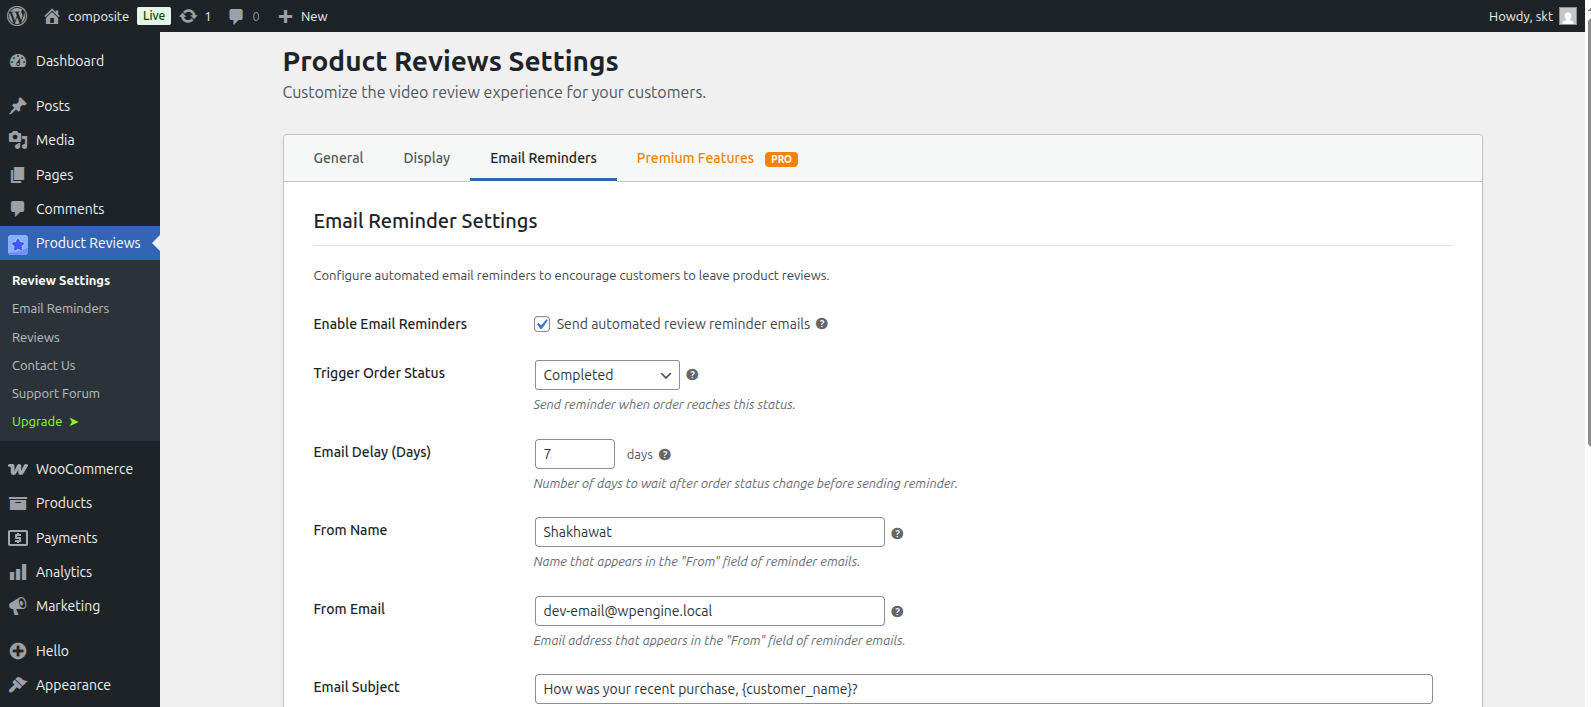 composite Live 1 0 New Howdy, skt
Dashboard
Posts
Media
Pages
Comments
Product Reviews
Review Settings
Email Reminders
Reviews
Contact Us
Support Forum
Upgrade ➤
WooCommerce
Products
Payments
Analytics
Marketing
Hello
Appearance
Product Reviews Settings
Customize the video review experience for your customers.
General Display Email Reminders Premium Features PRO
Email Reminder Settings
Configure automated email reminders to encourage customers to leave product reviews.
Enable Email Reminders Send automated review reminder emails ?
Trigger Order Status Completed ?
Send reminder when order reaches this status.
Email Delay (Days) 7 days ?
Number of days to wait after order status change before sending reminder.
From Name Shakhawat ?
Name that appears in the "From" field of reminder emails.
From Email dev-email@wpengine.local ?
Email address that appears in the "From" field of reminder emails.
Email Subject How was your recent purchase, {customer_name}?